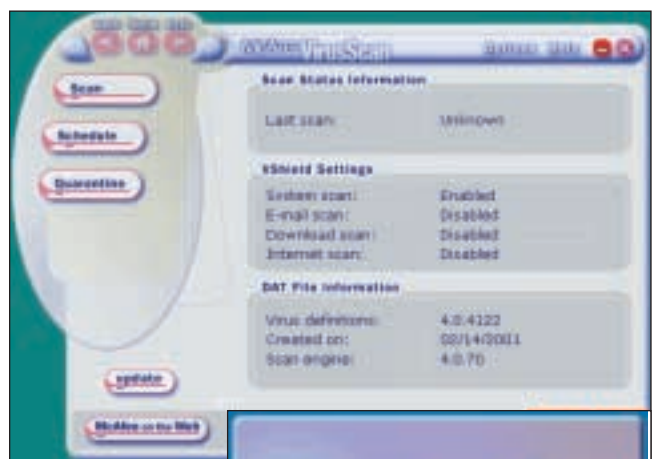 McAfee VirusScan
Options Help
Scan
Schedule
Quarantine
Scan Status Information
Last scan: Unknown
VShield Settings
System scan: Enabled
E-mail scan: Disabled
Download scan: Disabled
Internet scan: Disabled
DAT File Information
Virus definitions: 4.0.4122
Created on: 02/14/2001
Scan engine: 4.0.70
update
McAfee on the Web